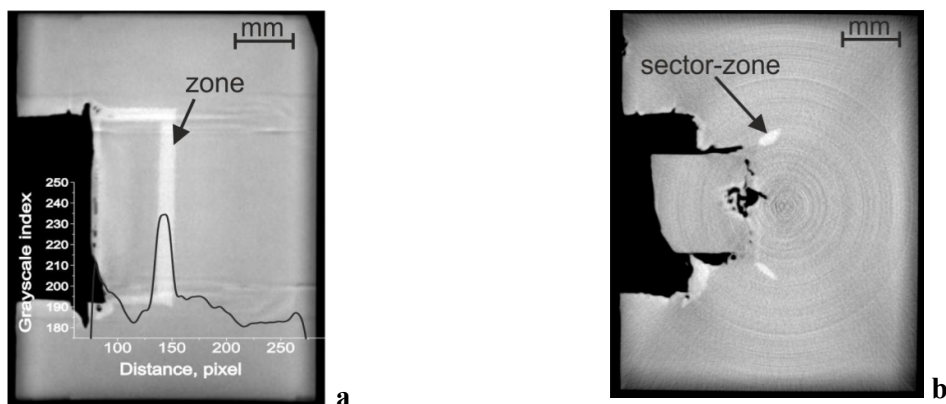 mm
zone
250
240
230
220
210
200
190
180
Grayscale index
100 150 200 250
Distance, pixel
a
mm
sector-zone
b